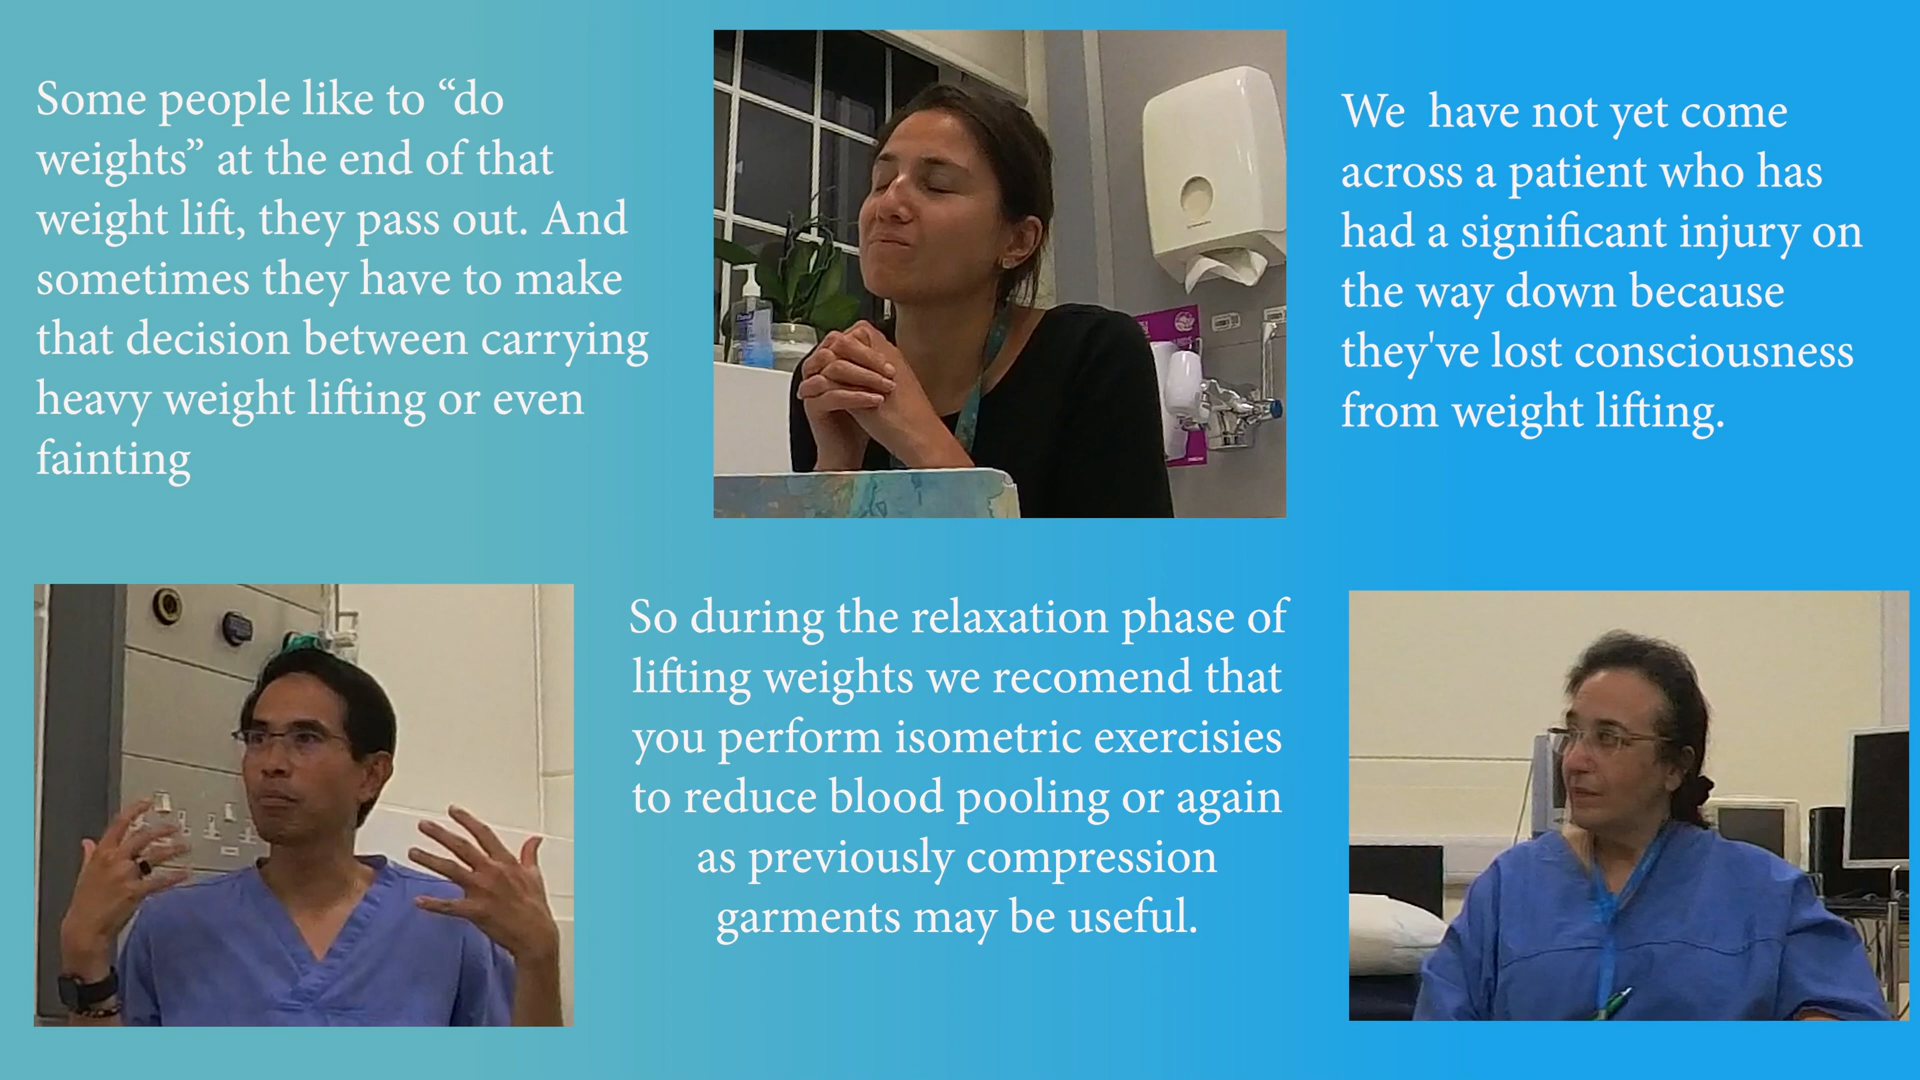 Some people like to “do
weights” at the end of that
weight lift, they pass out. And
sometimes they have to make
that decision between carrying
heavy weight lifting or even
fainting
We  have not yet come
across a patient who has
had a significant injury on
the way down because
they've lost consciousness
from weight lifting.
So during the relaxation phase of
lifting weights we recomend that
you perform isometric exercisies
to reduce blood pooling or again
as previously compression
garments may be useful.